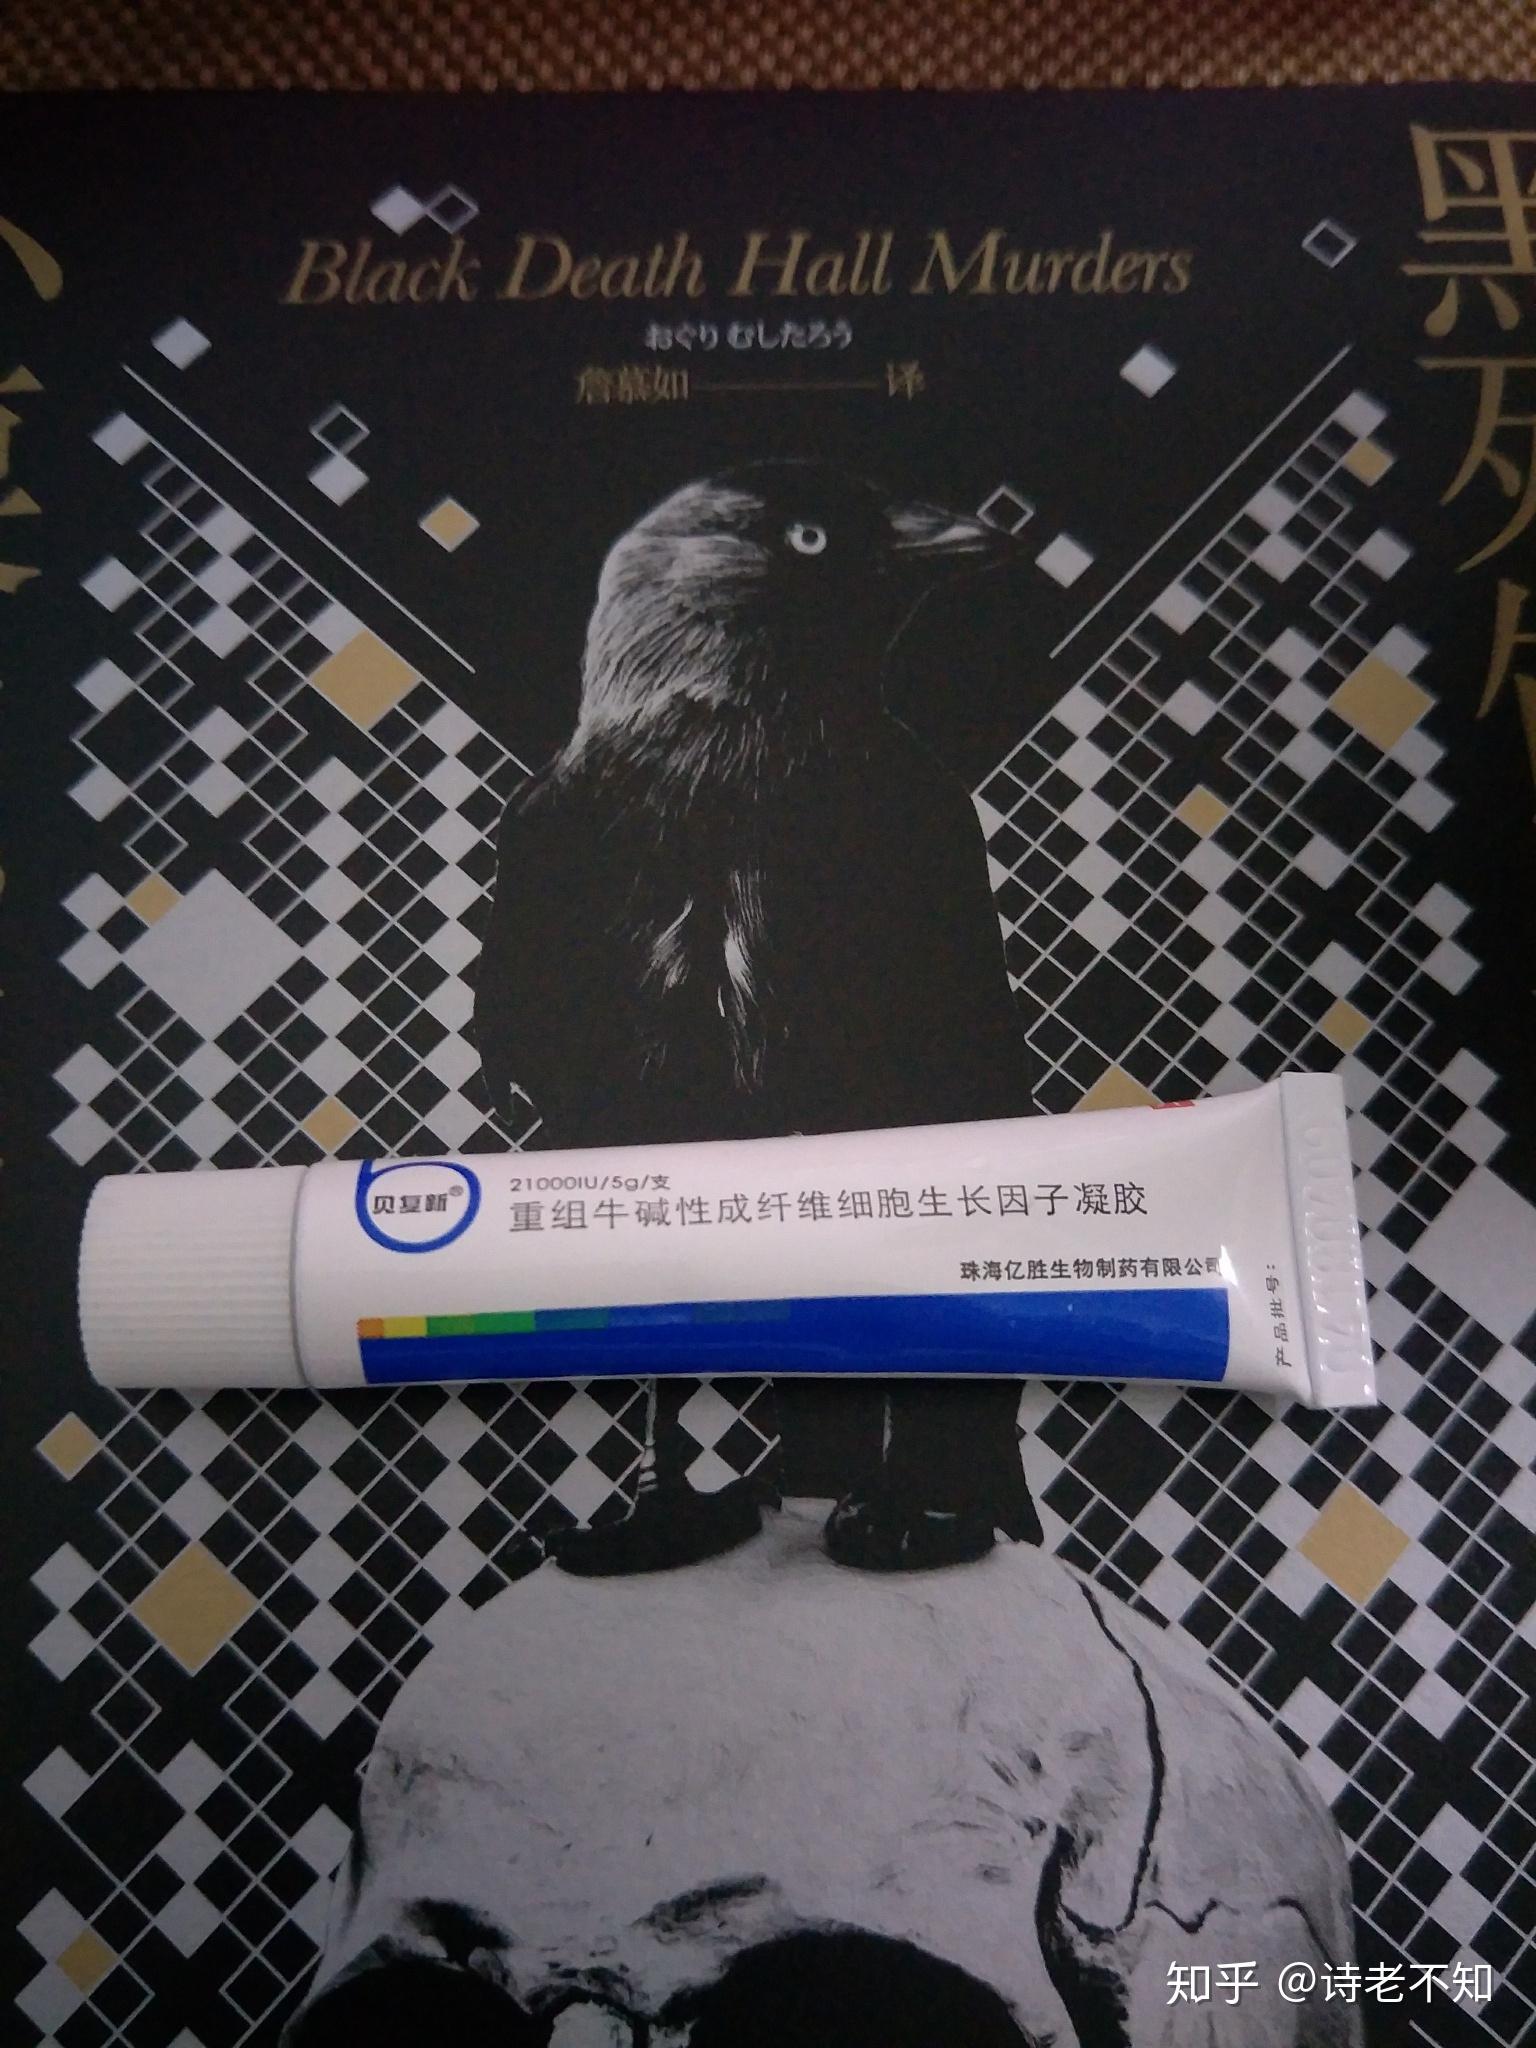 Black Death Hall Murders
おぐり むしたろう
詹慕如 译
黑死
贝复新®
21000IU/5g/支
重组牛碱性成纤维细胞生长因子凝胶
珠海亿胜生物制药有限公司
产品批号:
知乎 @诗老不知